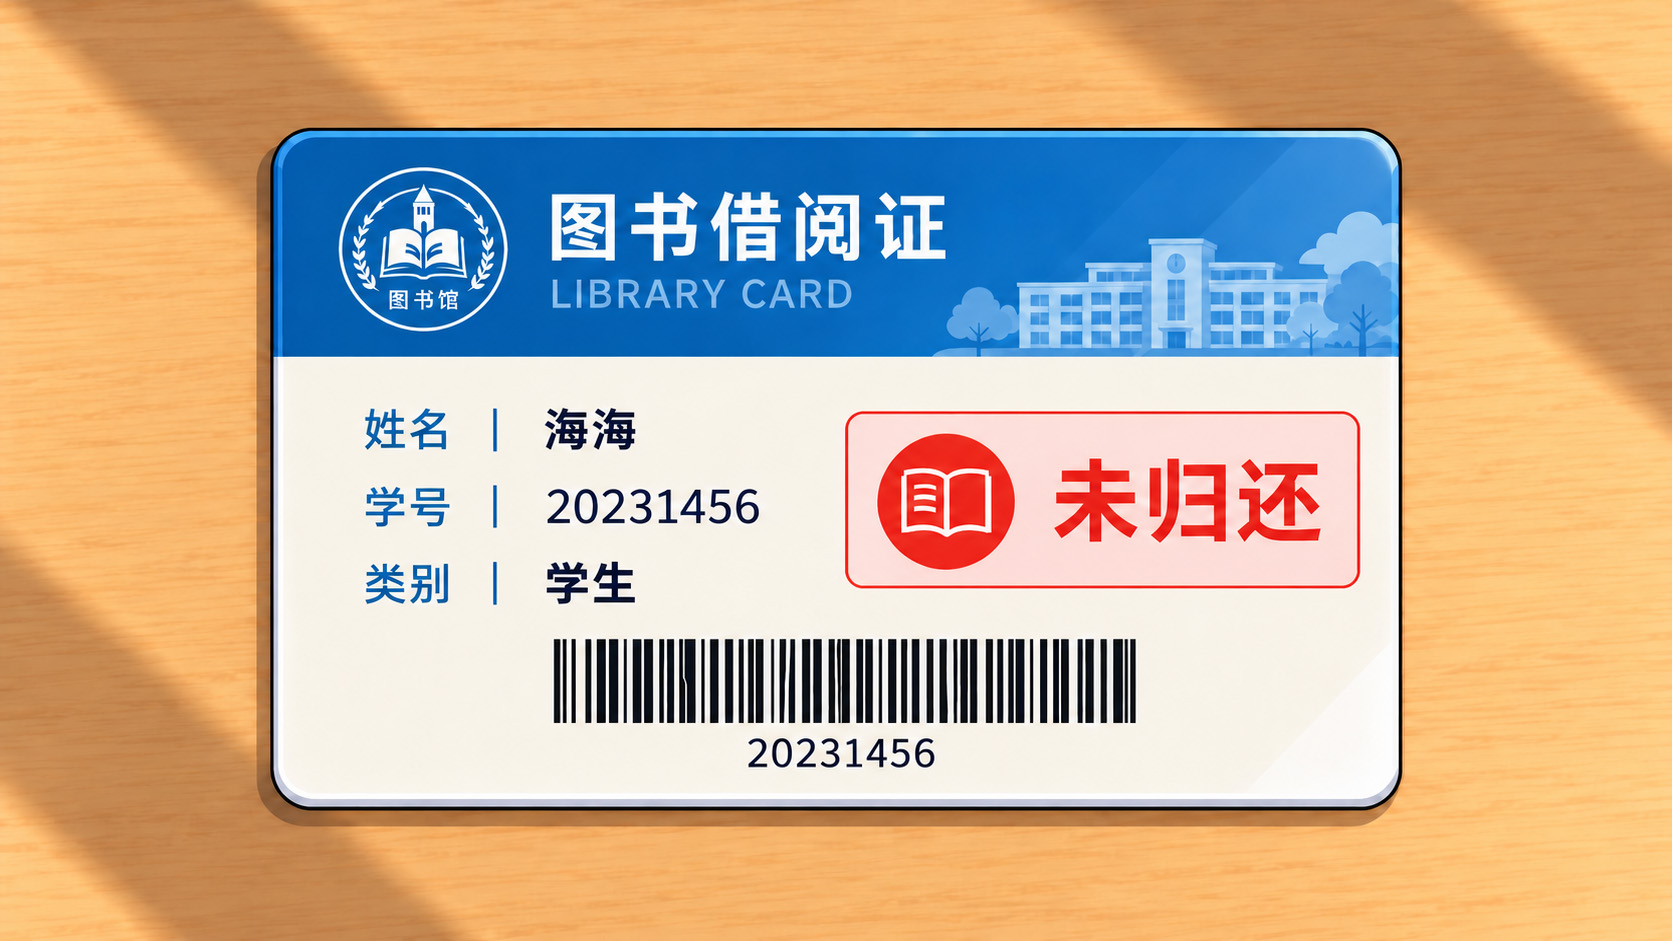 图书馆
图书借阅证
LIBRARY CARD
姓名 | 海海
学号 | 20231456
类别 | 学生
未归还
20231456